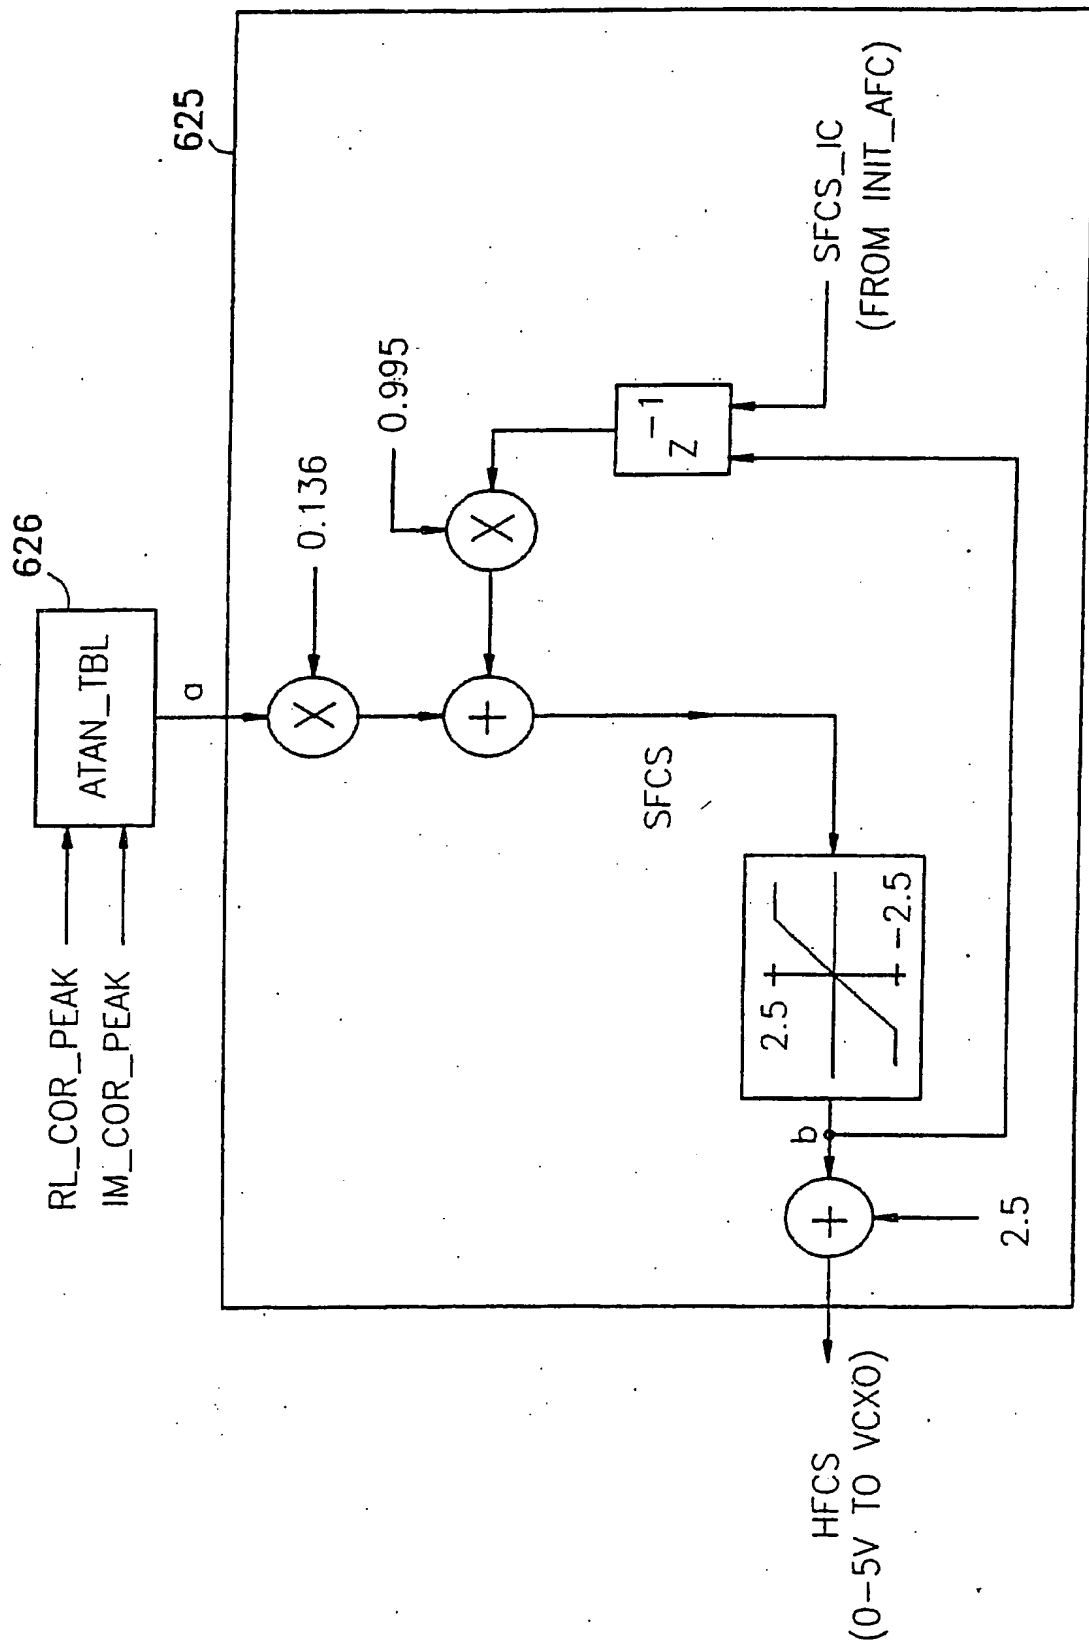 RL_COR_PEAK
IM_COR_PEAK
ATAN_TBL
626
a
625
X
0.136
0.995
X
+
Z
-1
SFCS_IC
(FROM INIT_AFC)
SFCS
2.5
-2.5
b
+
2.5
HFCS
(0-5V TO VCXO)